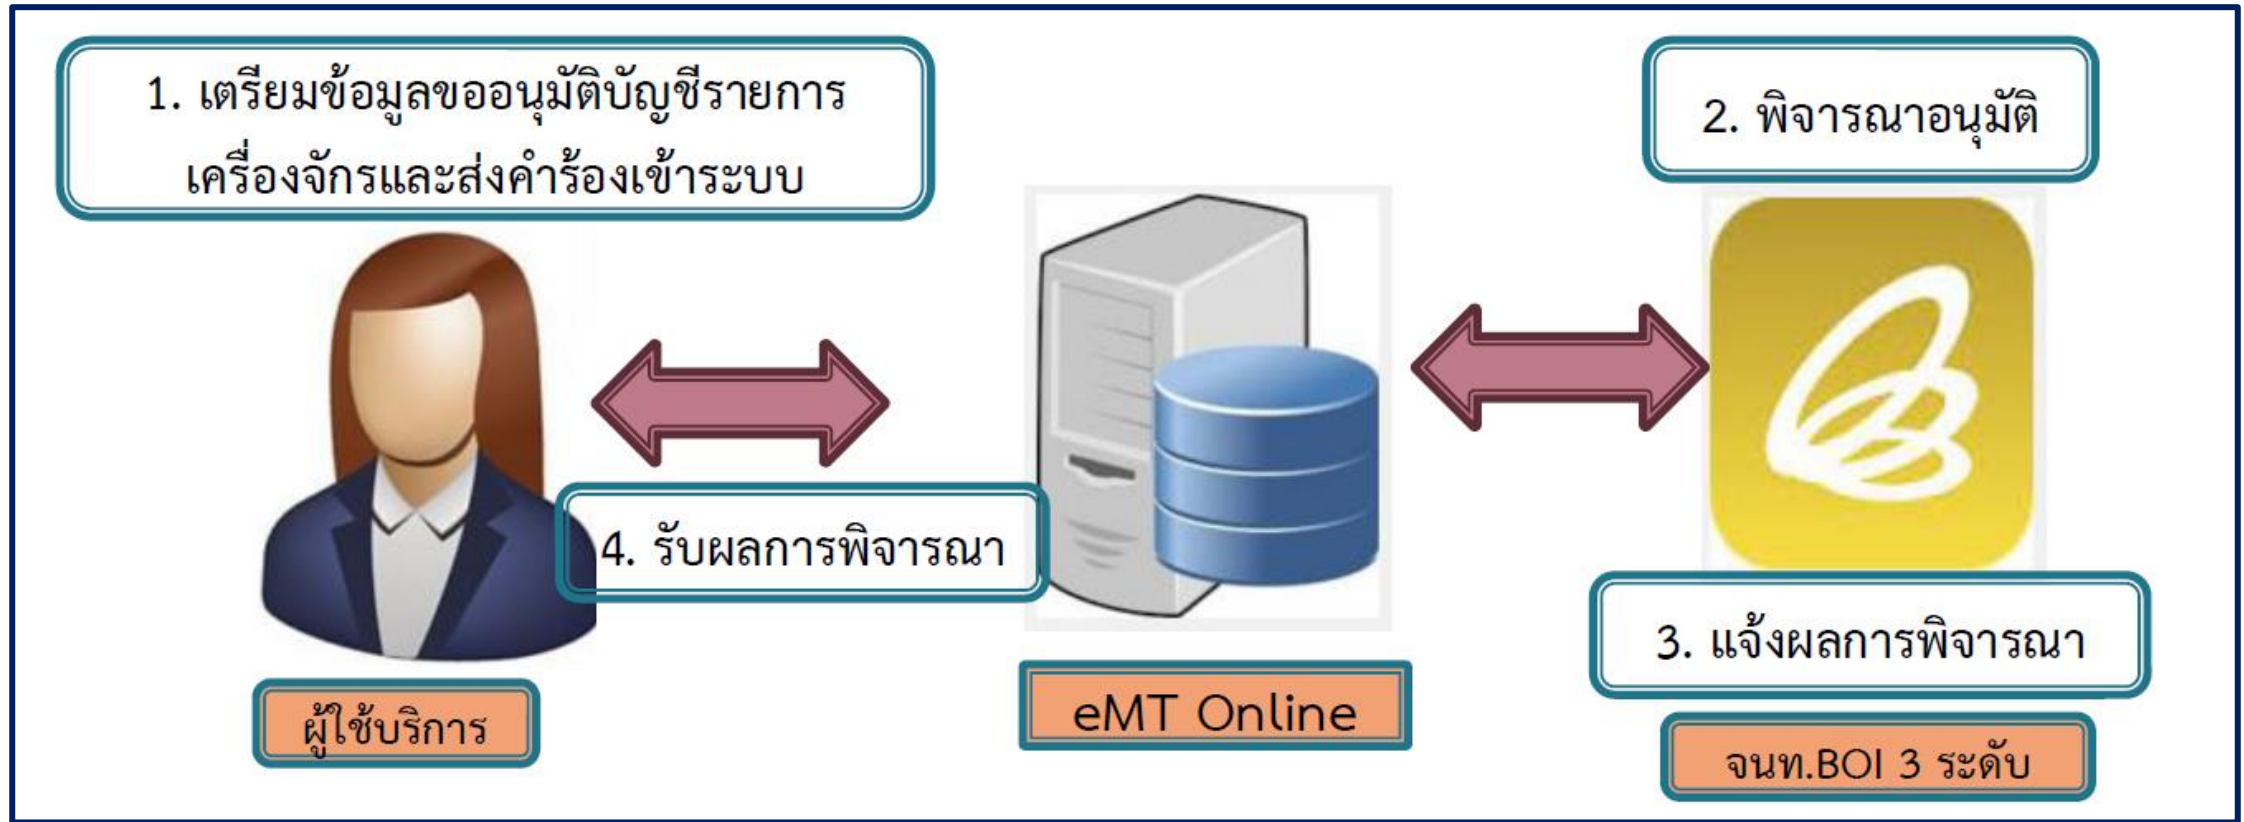 1. เตรียมข้อมูลขออนุมัติบัญชีรายการ
เครื่องจักรและส่งคำร้องเข้าระบบ
2. พิจารณาอนุมัติ
4. รับผลการพิจารณา
3. แจ้งผลการพิจารณา
ผู้ใช้บริการ
eMT Online
จนท.BOI 3 ระดับ